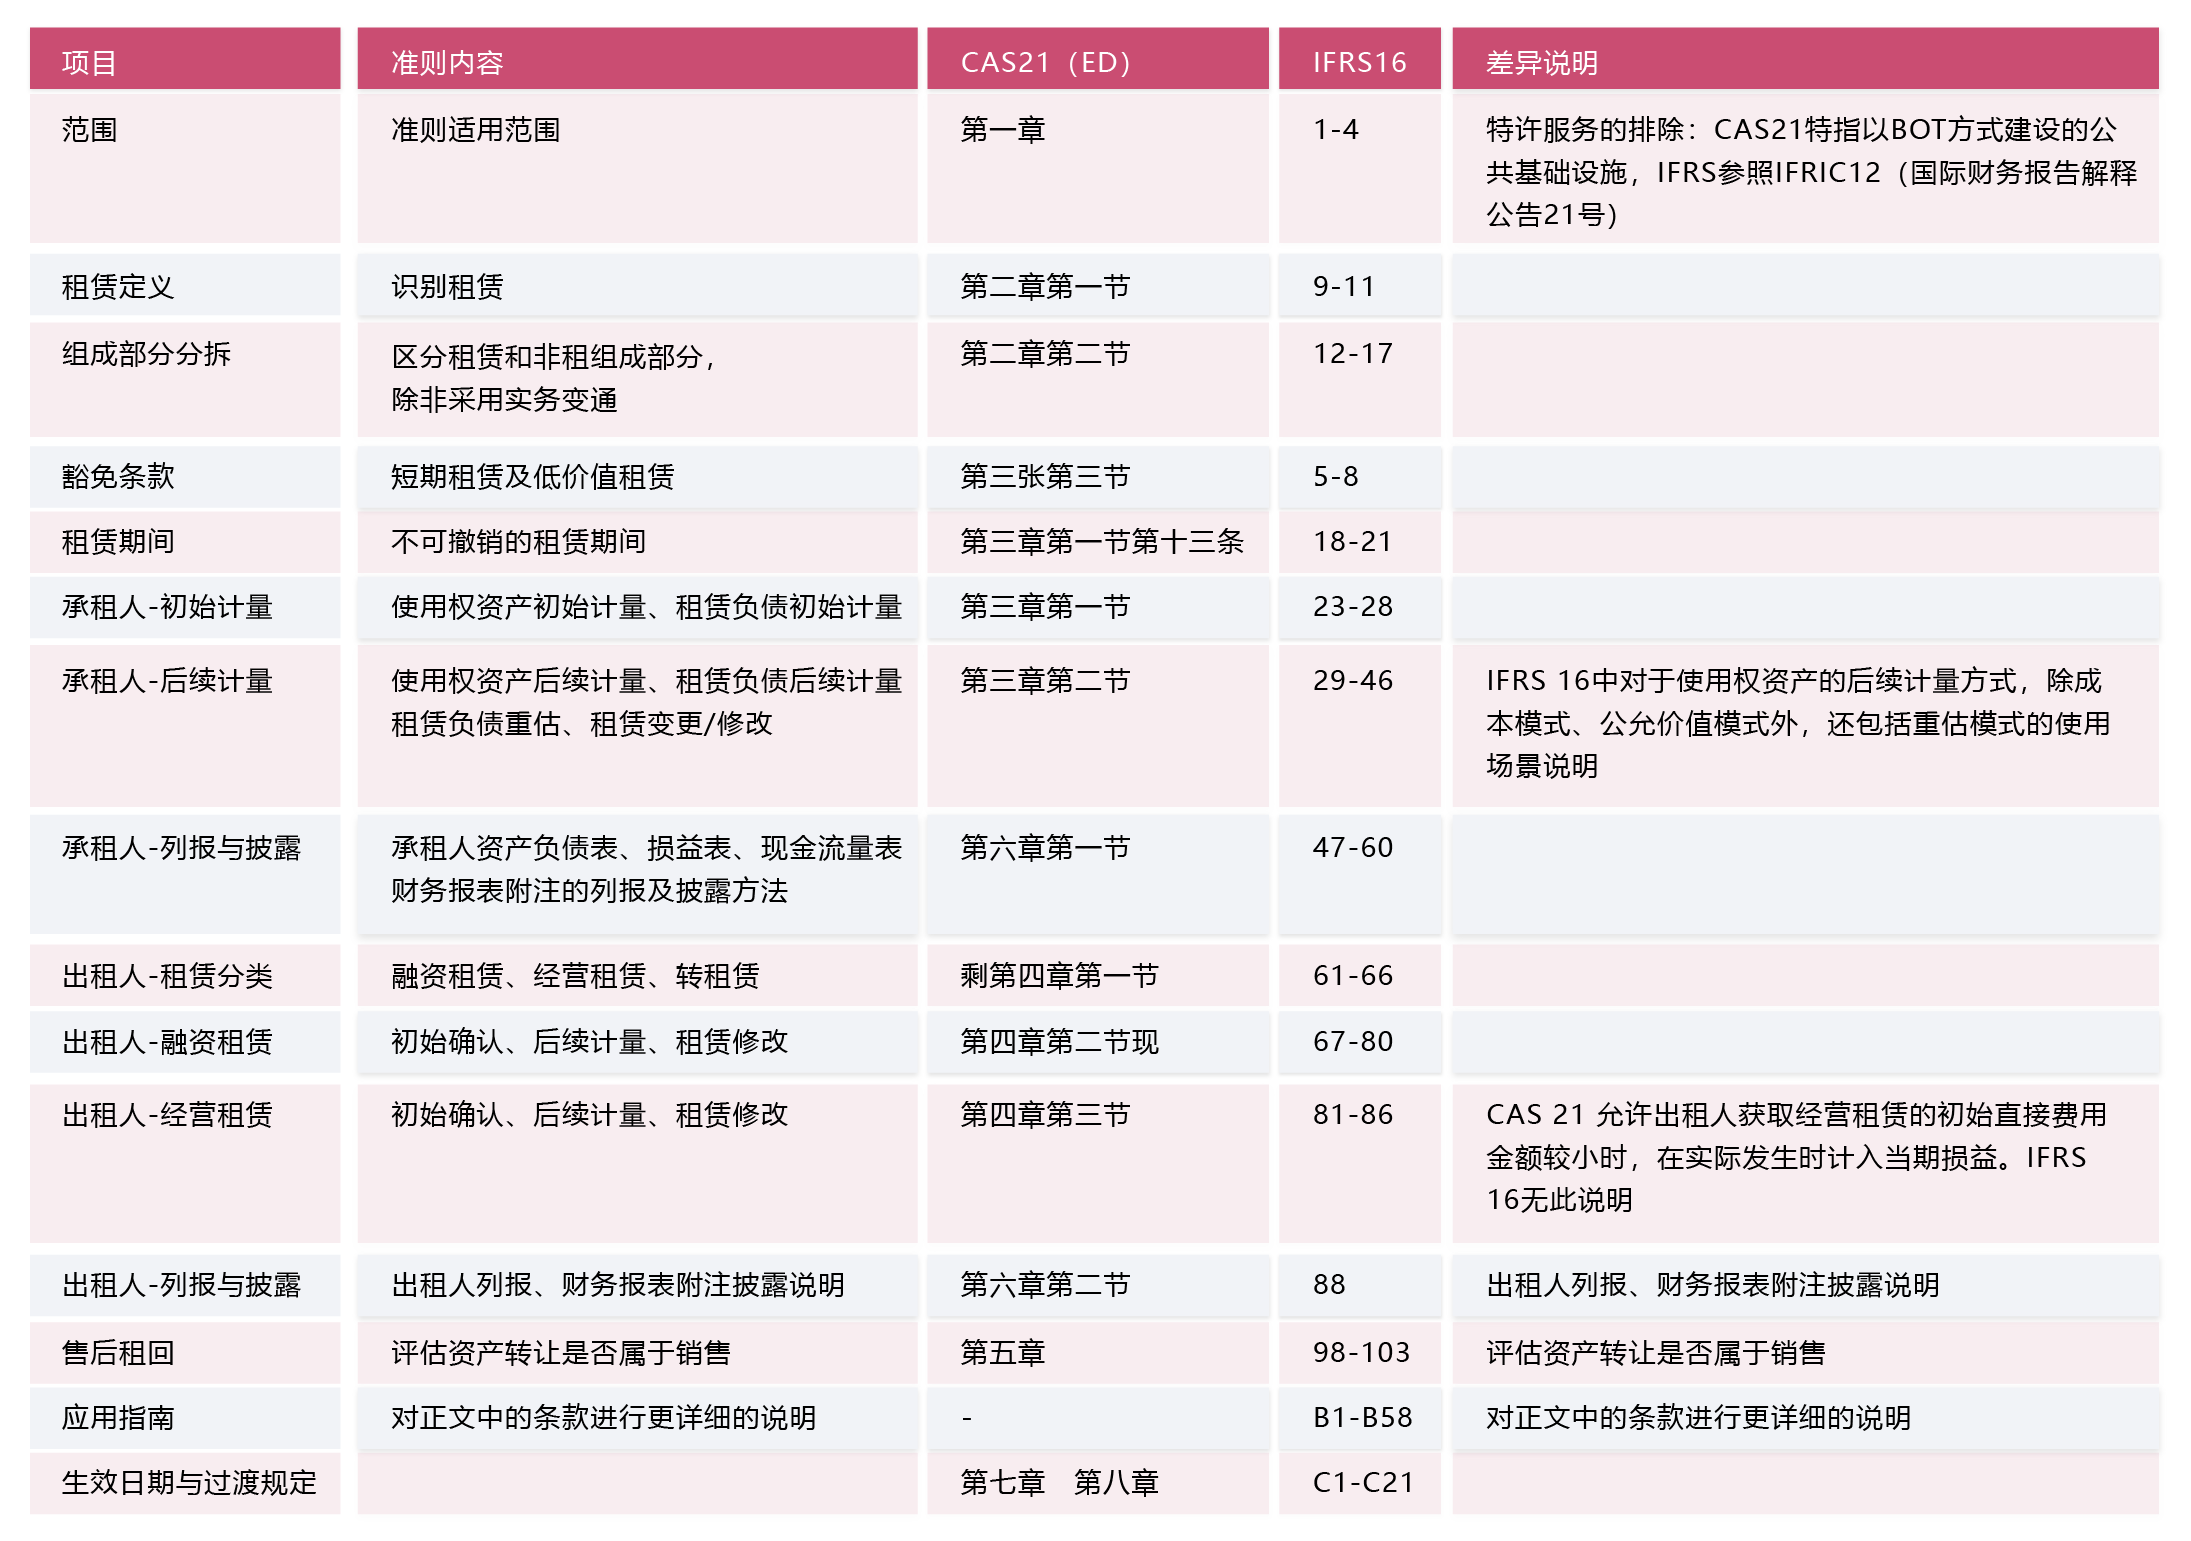 项目 准则内容 CAS21（ED） IFRS16 差异说明
范围 准则适用范围 第一章 1-4 特许服务的排除：CAS21特指以BOT方式建设的公
共基础设施，IFRS参照IFRIC12（国际财务报告解释
公告21号）
租赁定义 识别租赁 第二章第一节 9-11
组成部分分拆 区分租赁和非租组成部分， 第二章第二节 12-17
除非采用实务变通
豁免条款 短期租赁及低价值租赁 第三张第三节 5-8
租赁期间 不可撤销的租赁期间 第三章第一节第十三条 18-21
承租人-初始计量 使用权资产初始计量、租赁负债初始计量 第三章第一节 23-28
承租人-后续计量 使用权资产后续计量、租赁负债后续计量 第三章第二节 29-46 IFRS 16中对于使用权资产的后续计量方式，除成
租赁负债重估、租赁变更/修改 本模式、公允价值模式外，还包括重估模式的使用
场景说明
承租人-列报与披露 承租人资产负债表、损益表、现金流量表 第六章第一节 47-60
财务报表附注的列报及披露方法
出租人-租赁分类 融资租赁、经营租赁、转租赁 剩第四章第一节 61-66
出租人-融资租赁 初始确认、后续计量、租赁修改 第四章第二节现 67-80
出租人-经营租赁 初始确认、后续计量、租赁修改 第四章第三节 81-86 CAS 21 允许出租人获取经营租赁的初始直接费用
金额较小时，在实际发生时计入当期损益。IFRS
16无此说明
出租人-列报与披露 出租人列报、财务报表附注披露说明 第六章第二节 88 出租人列报、财务报表附注披露说明
售后租回 评估资产转让是否属于销售 第五章 98-103 评估资产转让是否属于销售
应用指南 对正文中的条款进行更详细的说明 - B1-B58 对正文中的条款进行更详细的说明
生效日期与过渡规定 第七章 第八章 C1-C21